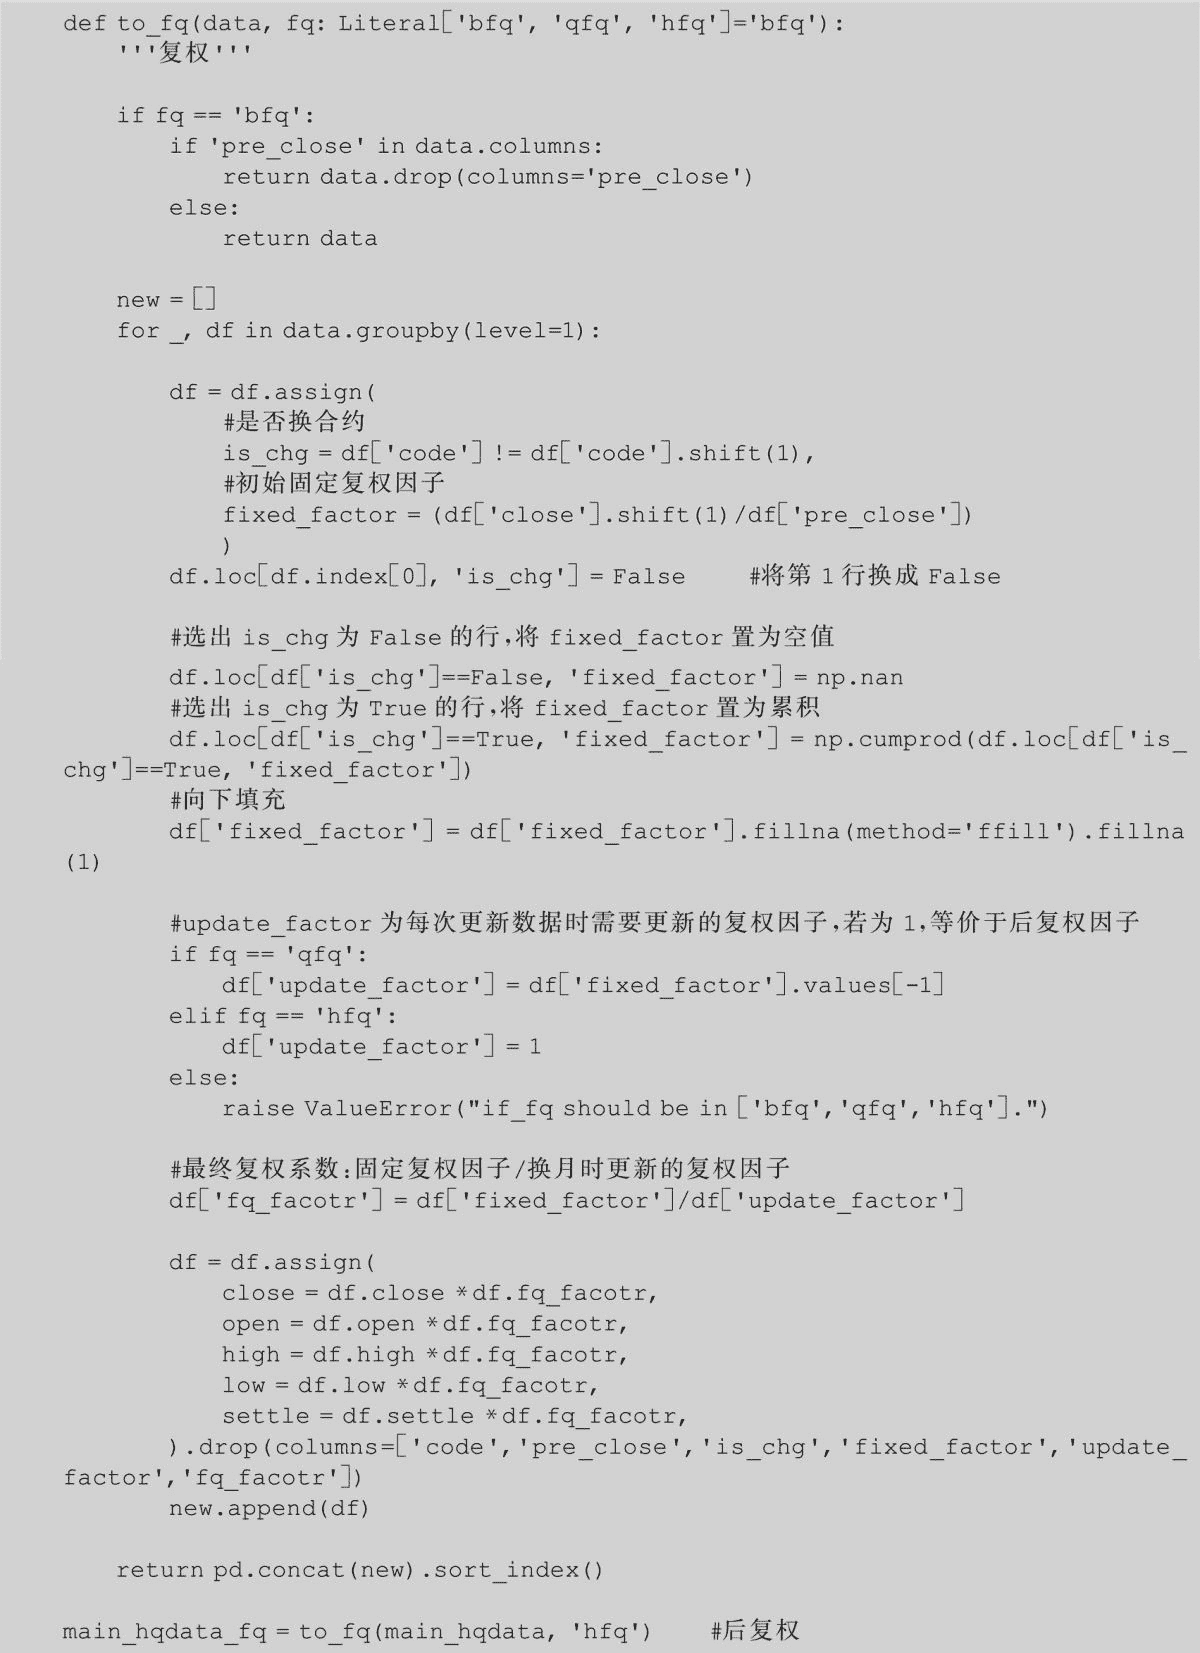 def to_fq(data, fq: Literal['bfq', 'qfq', 'hfq']='bfq'):
    '''复权'''

    if fq == 'bfq':
        if 'pre_close' in data.columns:
            return data.drop(columns='pre_close')
        else:
            return data

    new = []
    for _, df in data.groupby(level=1):

        df = df.assign(
            #是否换合约
            is_chg = df['code'] != df['code'].shift(1),
            #初始固定复权因子
            fixed_factor = (df['close'].shift(1)/df['pre_close'])
            )
        df.loc[df.index[0], 'is_chg'] = False    #将第 1 行换成 False

        #选出 is_chg 为 False 的行,将 fixed_factor 置为空值
        df.loc[df['is_chg']==False, 'fixed_factor'] = np.nan
        #选出 is_chg 为 True 的行,将 fixed_factor 置为累积
        df.loc[df['is_chg']==True, 'fixed_factor'] = np.cumprod(df.loc[df['is_
chg']==True, 'fixed_factor'])
        #向下填充
        df['fixed_factor'] = df['fixed_factor'].fillna(method='ffill').fillna
(1)

        #update_factor 为每次更新数据时需要更新的复权因子,若为 1,等价于后复权因子
        if fq == 'qfq':
            df['update_factor'] = df['fixed_factor'].values[-1]
        elif fq == 'hfq':
            df['update_factor'] = 1
        else:
            raise ValueError("if_fq should be in ['bfq','qfq','hfq'].")

        #最终复权系数:固定复权因子/换月时更新的复权因子
        df['fq_facotr'] = df['fixed_factor']/df['update_factor']

        df = df.assign(
            close = df.close *df.fq_facotr,
            open = df.open *df.fq_facotr,
            high = df.high *df.fq_facotr,
            low = df.low *df.fq_facotr,
            settle = df.settle *df.fq_facotr,
        ).drop(columns=['code','pre_close','is_chg','fixed_factor','update_
factor','fq_facotr'])
        new.append(df)

    return pd.concat(new).sort_index()

main_hqdata_fq = to_fq(main_hqdata, 'hfq')    #后复权